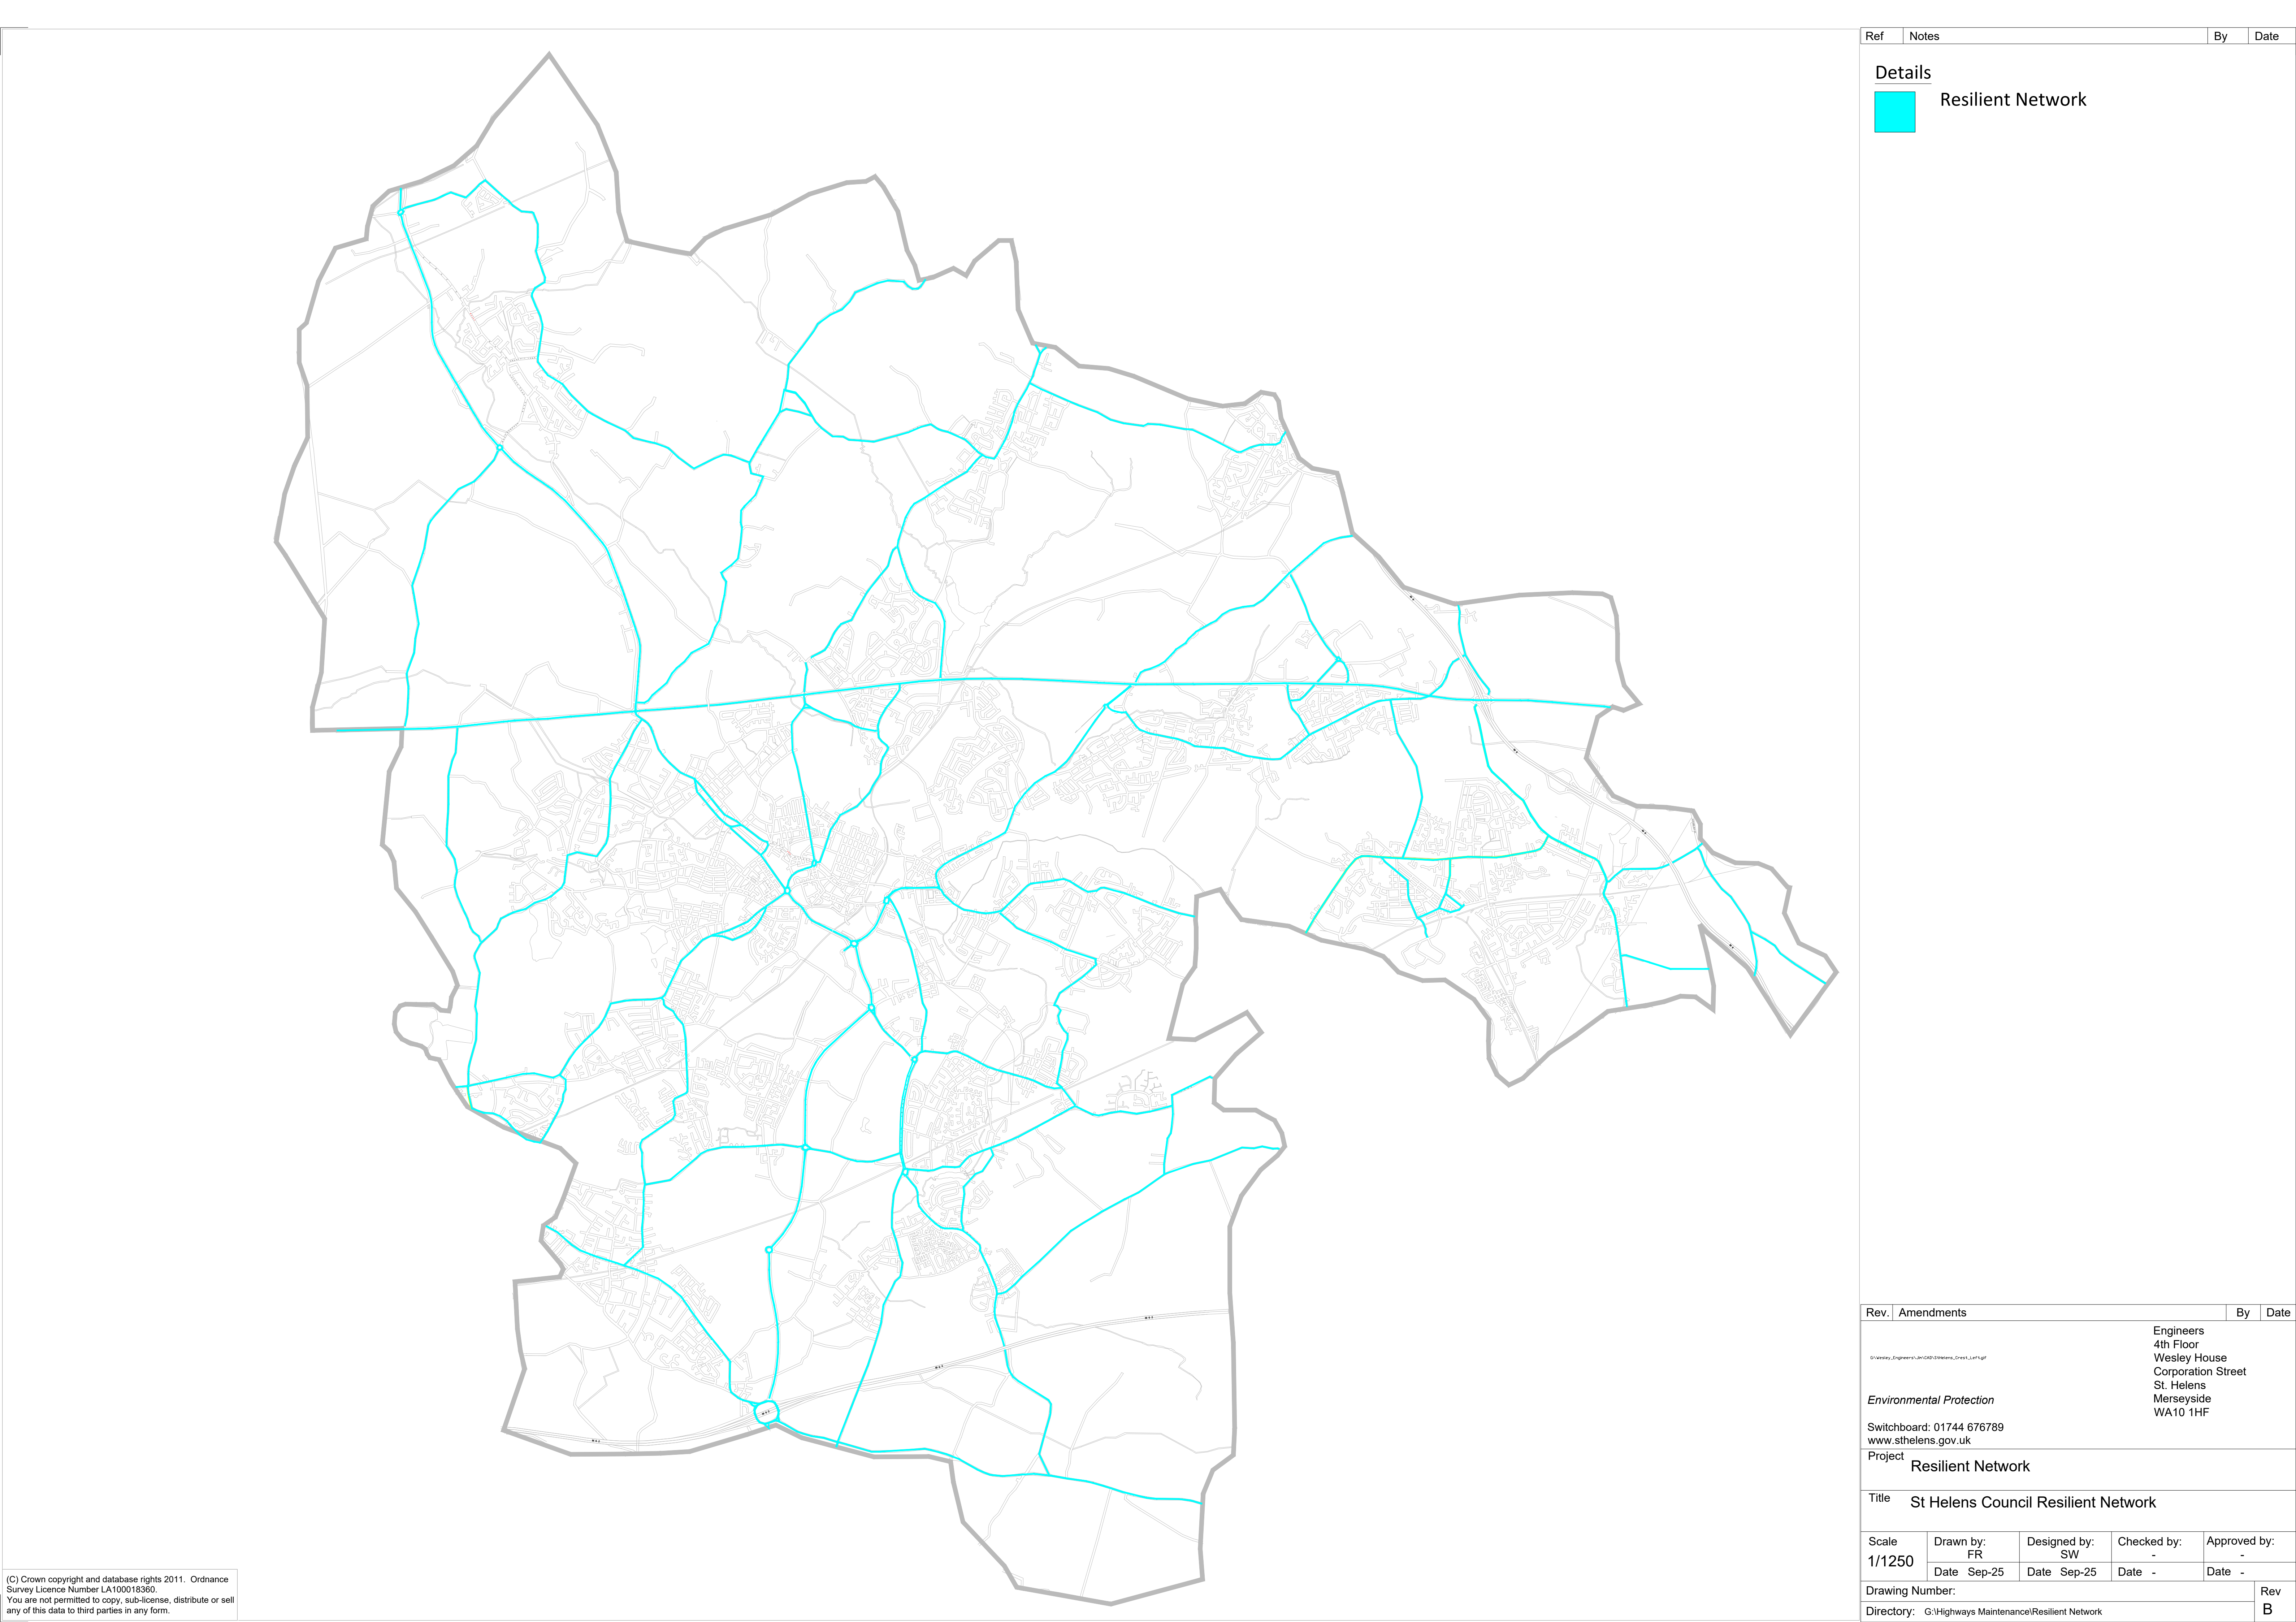 Ref Notes By Date
Details
Resilient Network
Rev. Amendments By Date
Engineers
4th Floor
Wesley House
Corporation Street
St. Helens
Merseyside
WA10 1HF
Environmental Protection
Switchboard: 01744 676789
www.sthelens.gov.uk
Project Resilient Network
Title St Helens Council Resilient Network
Scale 1/1250
Drawn by: FR
Designed by: SW
Checked by: -
Approved by: -
Date Sep-25
Date Sep-25
Date -
Date -
Drawing Number:
Rev B
Directory: G:\Highways Maintenance\Resilient Network
(C) Crown copyright and database rights 2011. Ordnance
Survey Licence Number LA100018360.
You are not permitted to copy, sub-license, distribute or sell
any of this data to third parties in any form.